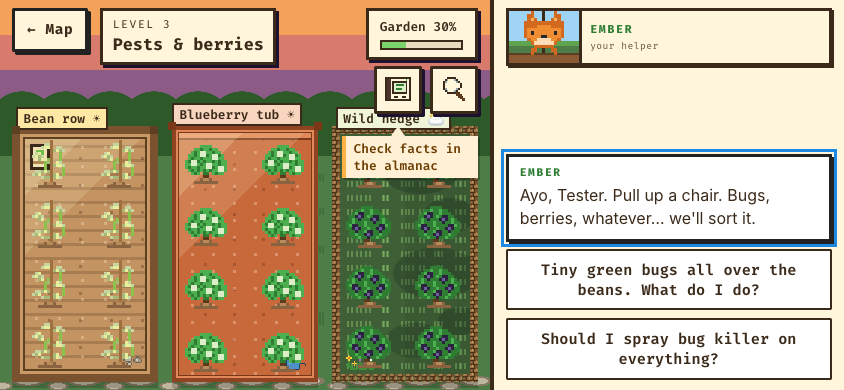 ← Map
LEVEL 3
Pests & berries
Garden 30%
Bean row ☀
Blueberry tub ☀
Wild hedge
Check facts in
the almanac
EMBER
your helper
EMBER
Ayo, Tester. Pull up a chair. Bugs,
berries, whatever... we'll sort it.
Tiny green bugs all over the
beans. What do I do?
Should I spray bug killer on
everything?